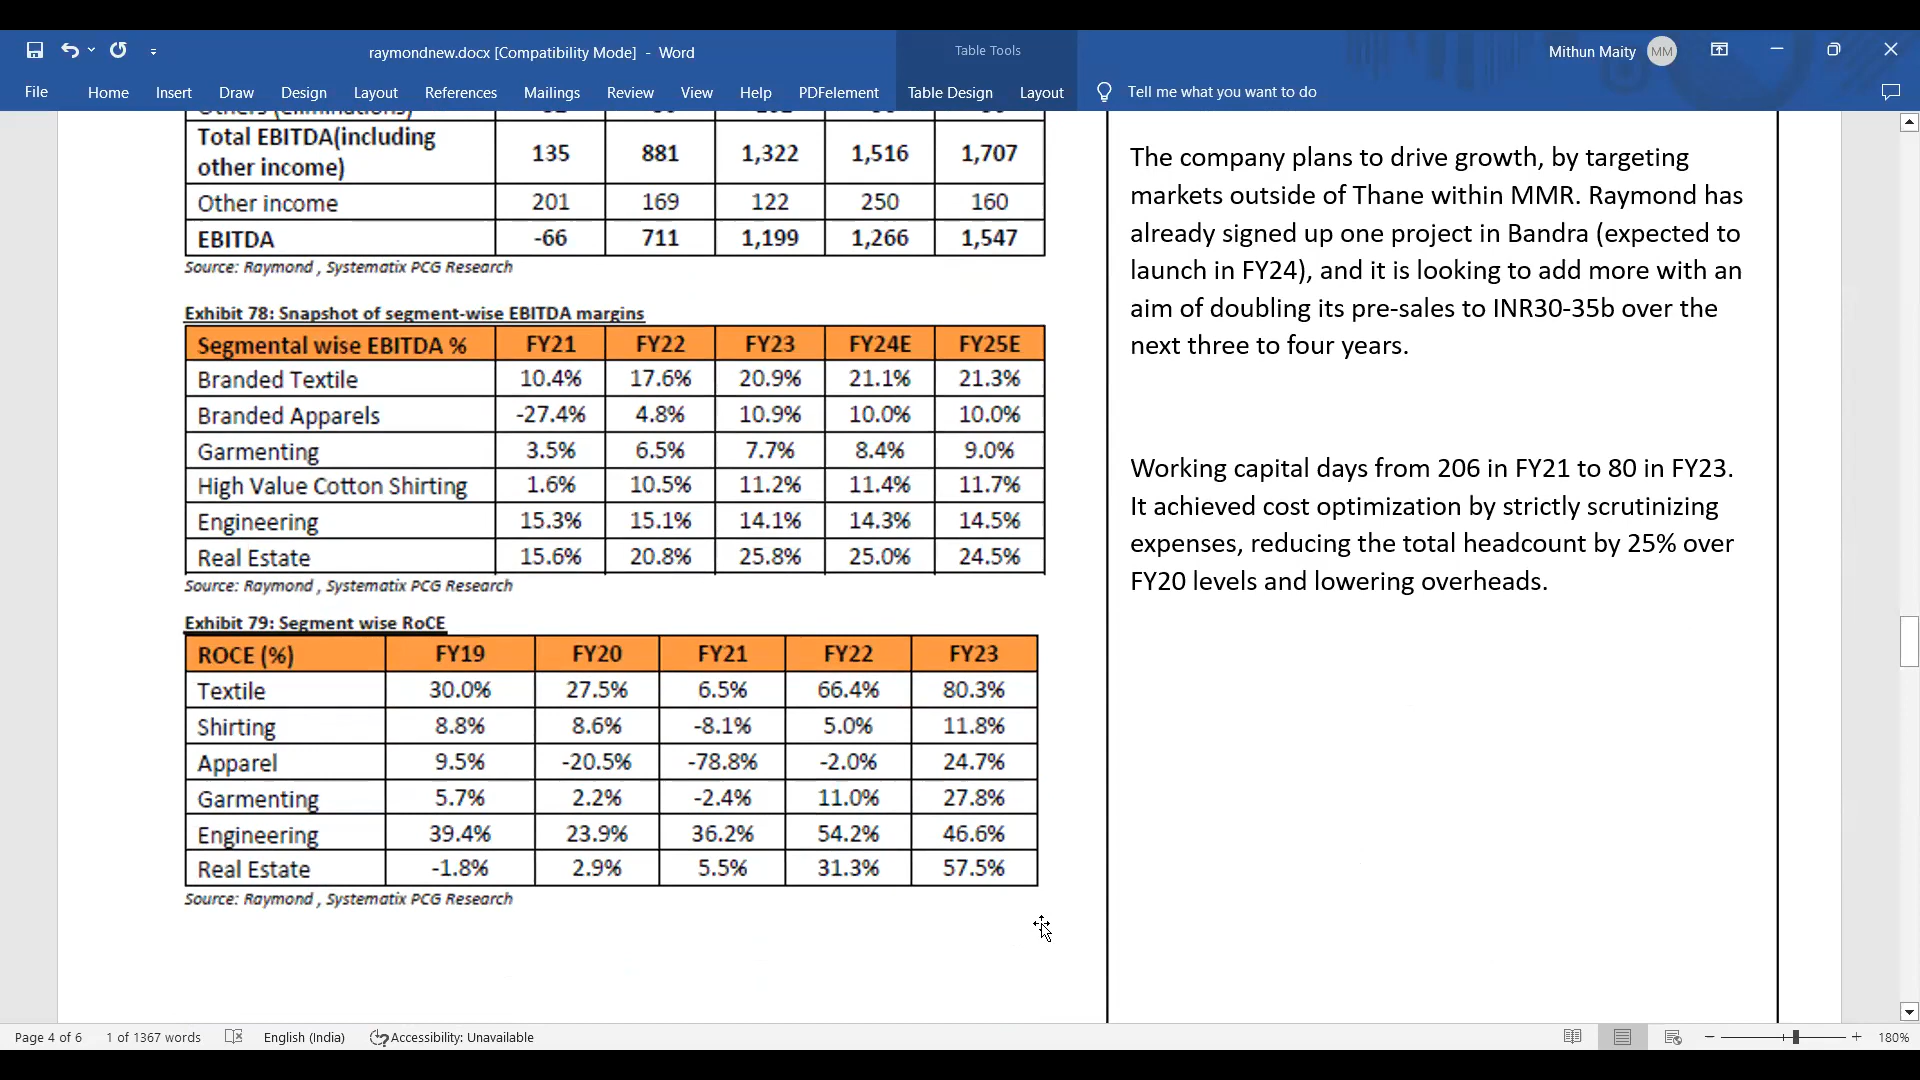 raymondnew.docx [Compatibility Mode] - Word
Table Tools
Mithun Maity MM
File Home Insert Draw Design Layout References Mailings Review View Help PDFelement Table Design Layout Tell me what you want to do
Others (eliminations)
Total EBITDA(including other income) 135 881 1,322 1,516 1,707
Other income 201 169 122 250 160
EBITDA -66 711 1,199 1,266 1,547
Source: Raymond , Systematix PCG Research
Exhibit 78: Snapshot of segment-wise EBITDA margins
Segmental wise EBITDA % FY21 FY22 FY23 FY24E FY25E
Branded Textile 10.4% 17.6% 20.9% 21.1% 21.3%
Branded Apparels -27.4% 4.8% 10.9% 10.0% 10.0%
Garmenting 3.5% 6.5% 7.7% 8.4% 9.0%
High Value Cotton Shirting 1.6% 10.5% 11.2% 11.4% 11.7%
Engineering 15.3% 15.1% 14.1% 14.3% 14.5%
Real Estate 15.6% 20.8% 25.8% 25.0% 24.5%
Source: Raymond , Systematix PCG Research
Exhibit 79: Segment wise RoCE
ROCE (%) FY19 FY20 FY21 FY22 FY23
Textile 30.0% 27.5% 6.5% 66.4% 80.3%
Shirting 8.8% 8.6% -8.1% 5.0% 11.8%
Apparel 9.5% -20.5% -78.8% -2.0% 24.7%
Garmenting 5.7% 2.2% -2.4% 11.0% 27.8%
Engineering 39.4% 23.9% 36.2% 54.2% 46.6%
Real Estate -1.8% 2.9% 5.5% 31.3% 57.5%
Source: Raymond , Systematix PCG Research
The company plans to drive growth, by targeting
markets outside of Thane within MMR. Raymond has
already signed up one project in Bandra (expected to
launch in FY24), and it is looking to add more with an
aim of doubling its pre-sales to INR30-35b over the
next three to four years.
Working capital days from 206 in FY21 to 80 in FY23.
It achieved cost optimization by strictly scrutinizing
expenses, reducing the total headcount by 25% over
FY20 levels and lowering overheads.
Page 4 of 6 1 of 1367 words English (India) Accessibility: Unavailable 180%